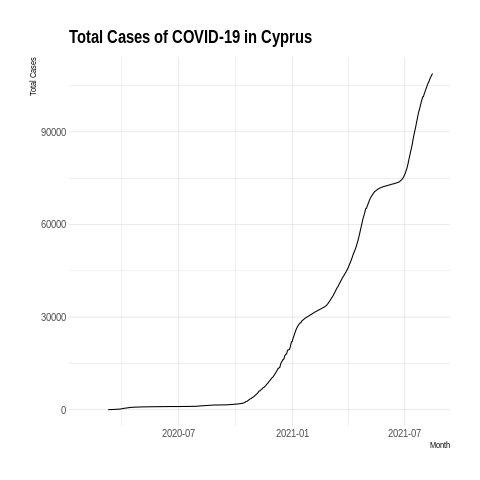 Total Cases of COVID-19 in Cyprus
Total Cases
90000
60000
30000
0
2020-07 2021-01 2021-07
Month